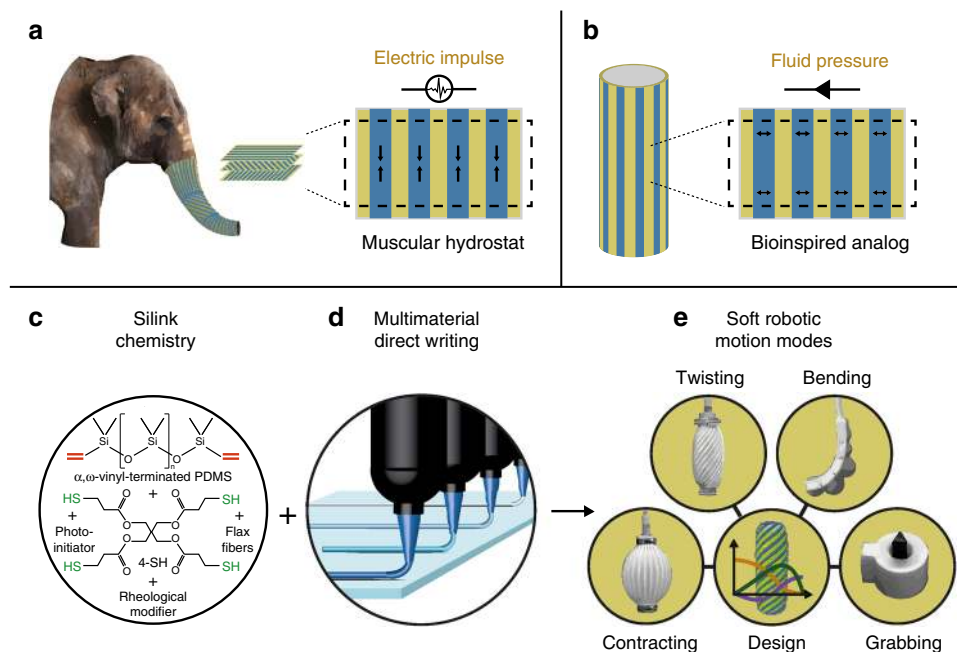 a
Electric impulse
Muscular hydrostat
b
Fluid pressure
Bioinspired analog
c
Silink
chemistry
Si
Si
Si
O
O
n
α,ω-vinyl-terminated PDMS
HS
O
+
O
SH
+
+
Photo-
initiator
O
O
Flax
fibers
O
O
HS
O
4-SH
O
SH
+
Rheological
modifier
+
d
Multimaterial
direct writing
e
Soft robotic
motion modes
Twisting
Bending
Contracting
Design
Grabbing